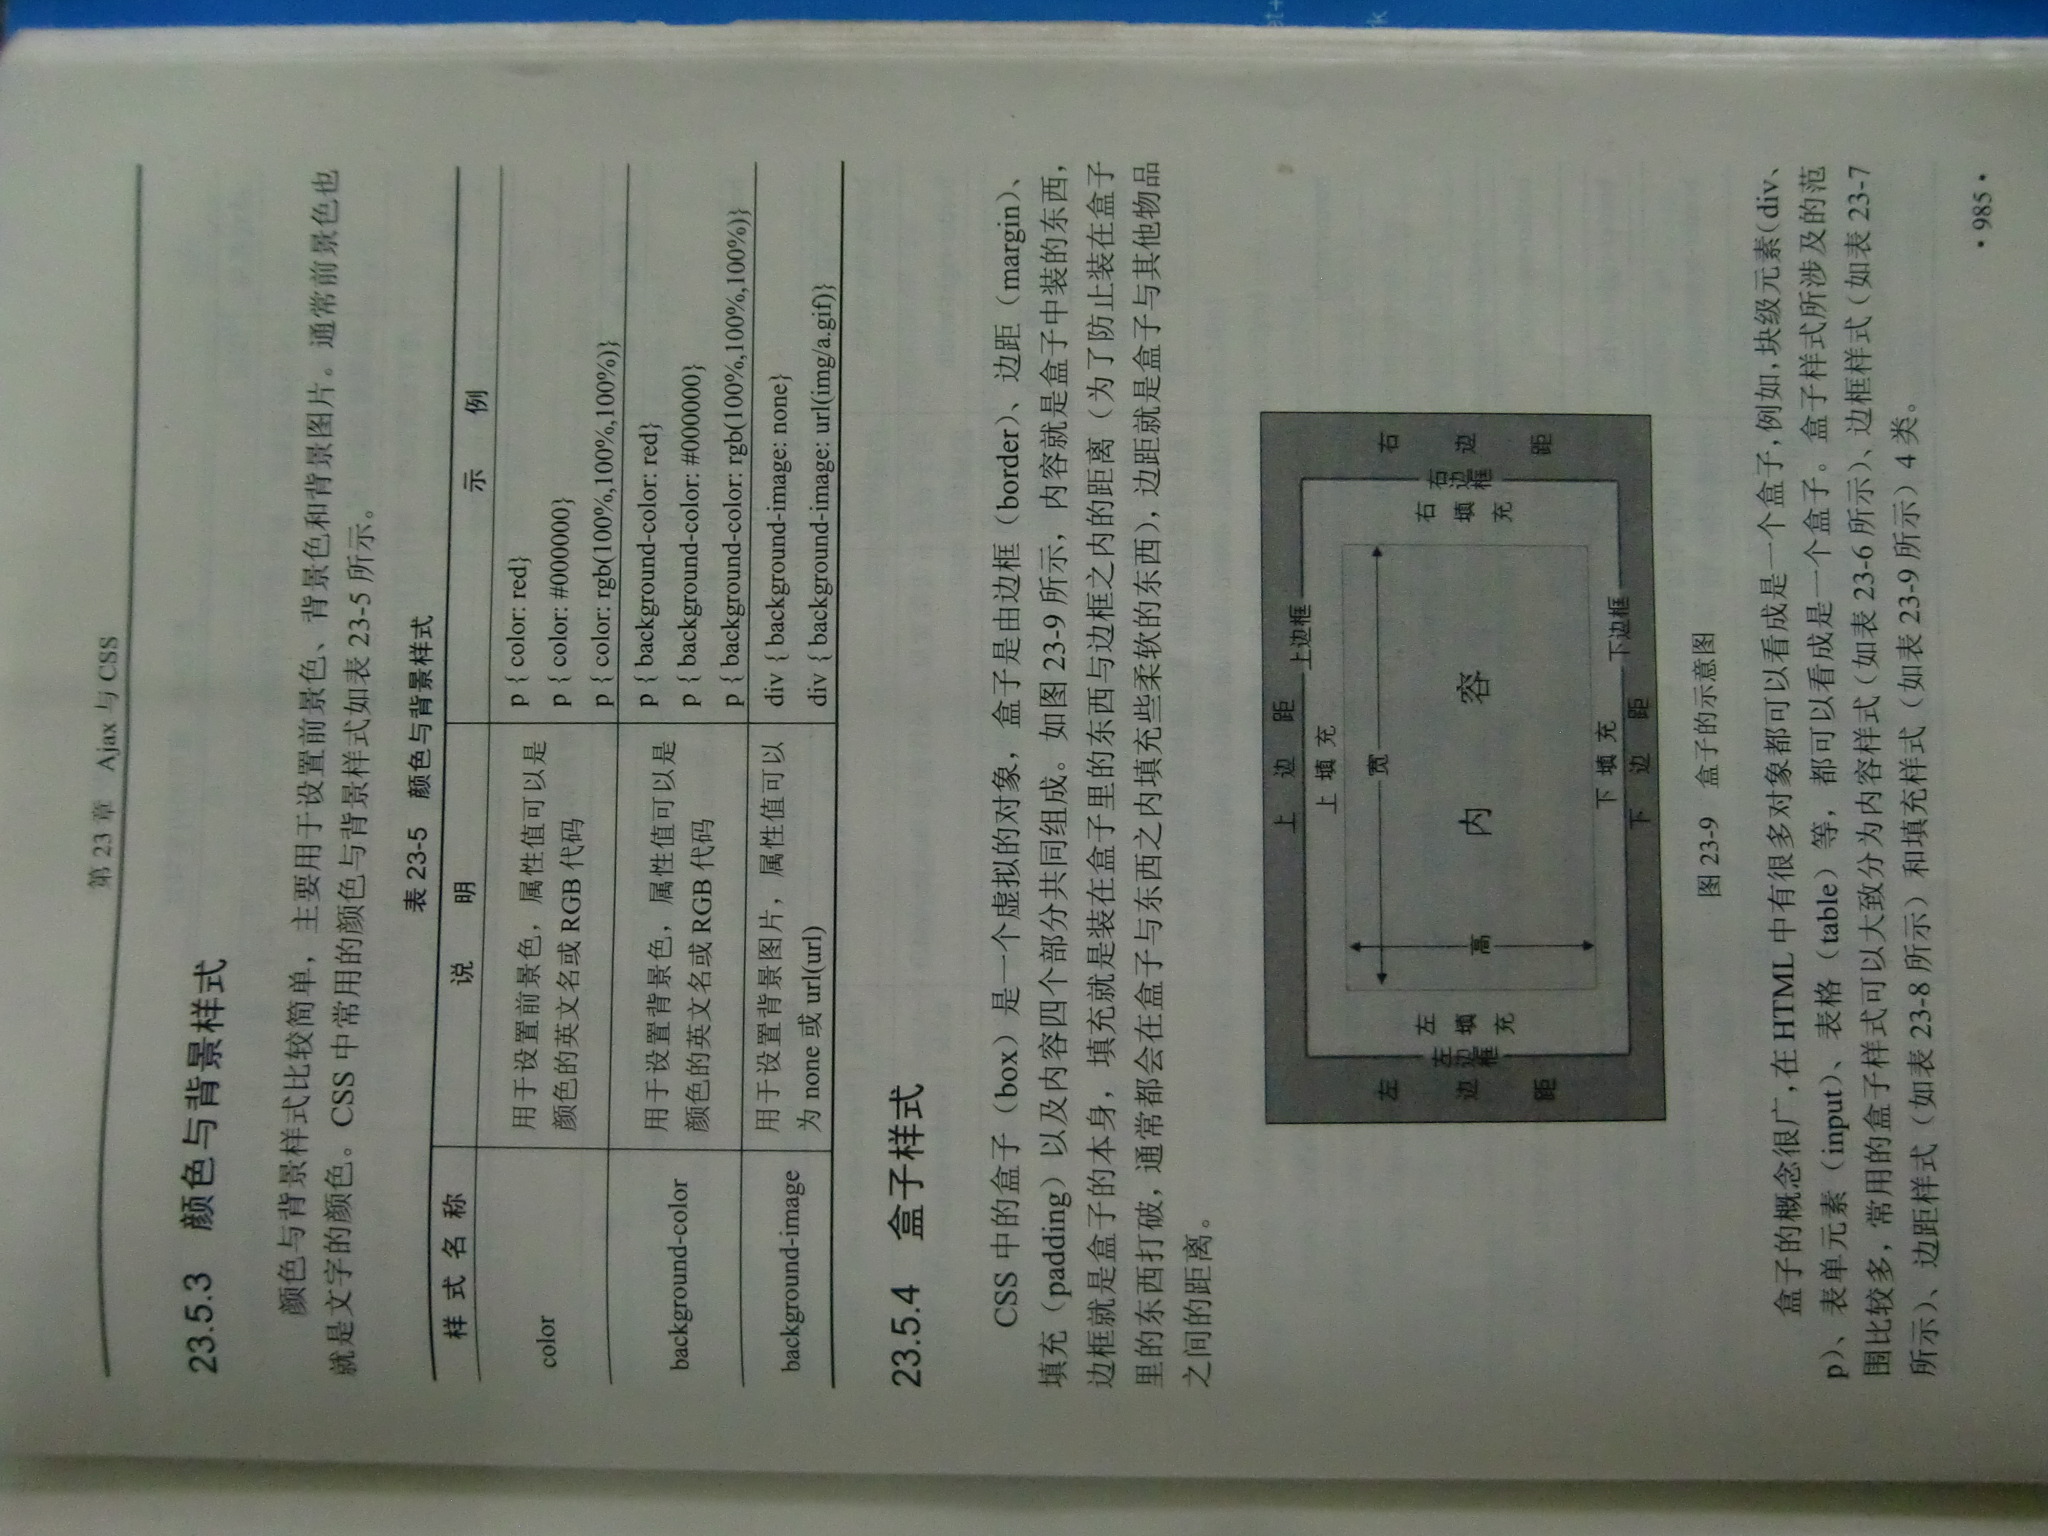 第 23 章　Ajax 与 CSS
23.5.3　颜色与背景样式
颜色与背景样式比较简单，主要用于设置前景色、背景色和背景图片。通常前景色也
就是文字的颜色。CSS 中常用的颜色与背景样式如表 23-5 所示。
表 23-5　颜色与背景样式
样 式 名 称　说　明　示　例
color　用于设置前景色，属性值可以是　p { color: red}
颜色的英文名或 RGB 代码　p { color: #000000}
p { color: rgb(100%,100%,100%)}
background-color　用于设置背景色，属性值可以是　p { background-color: red}
颜色的英文名或 RGB 代码　p { background-color: #000000}
p { background-color: rgb(100%,100%,100%)}
background-image　用于设置背景图片，属性值可以　div { background-image: none}
为 none 或 url(url)　div { background-image: url(img/a.gif)}
23.5.4　盒子样式
CSS 中的盒子（box）是一个虚拟的对象，盒子是由边框（border）、边距（margin）、
填充（padding）以及内容四个部分共同组成。如图 23-9 所示，内容就是盒子中装的东西，
边框就是盒子的本身，填充就是装在盒子里的东西与边框之内的距离（为了防止装在盒子
里的东西打破，通常都会在盒子与东西之内填充些柔软的东西），边距就是盒子与其他物品
之间的距离。
上 边 距
上边框
上 填 充
宽
左 边 距
左边框
左填充
高
内 容
右填充
右边框
右 边 距
下 填 充
下边框
下 边 距
图 23-9　盒子的示意图
盒子的概念很广，在 HTML 中有很多对象都可以看成是一个盒子，例如，块级元素（div、
p）、表单元素（input）、表格（table）等，都可以看成是一个盒子。盒子样式所涉及的范
围比较多，常用的盒子样式可以大致分为内容样式（如表 23-6 所示）、边框样式（如表 23-7
所示）、边距样式（如表 23-8 所示）和填充样式（如表 23-9 所示）4 类。
• 985 •